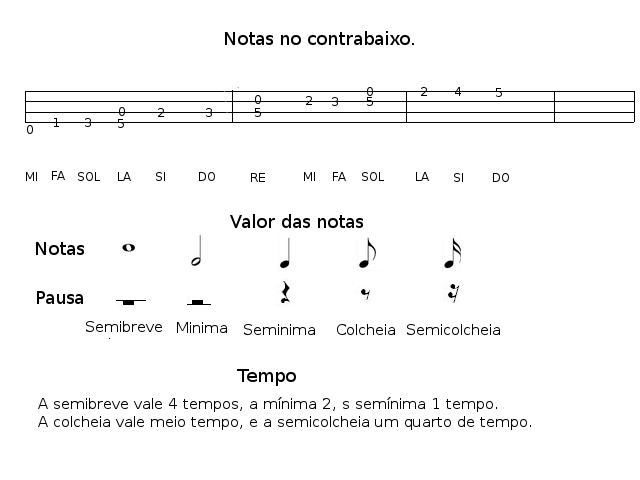 Notas no contrabaixo.
0 2 4 5
0 2 3 5
0 2 3 5
0 1 3 5
MI FA SOL LA SI DO RE MI FA SOL LA SI DO
Valor das notas
Notas
Pausa
Semibreve Minima Seminima Colcheia Semicolcheia
Tempo
A semibreve vale 4 tempos, a mínima 2, s semínima 1 tempo.
A colcheia vale meio tempo, e a semicolcheia um quarto de tempo.